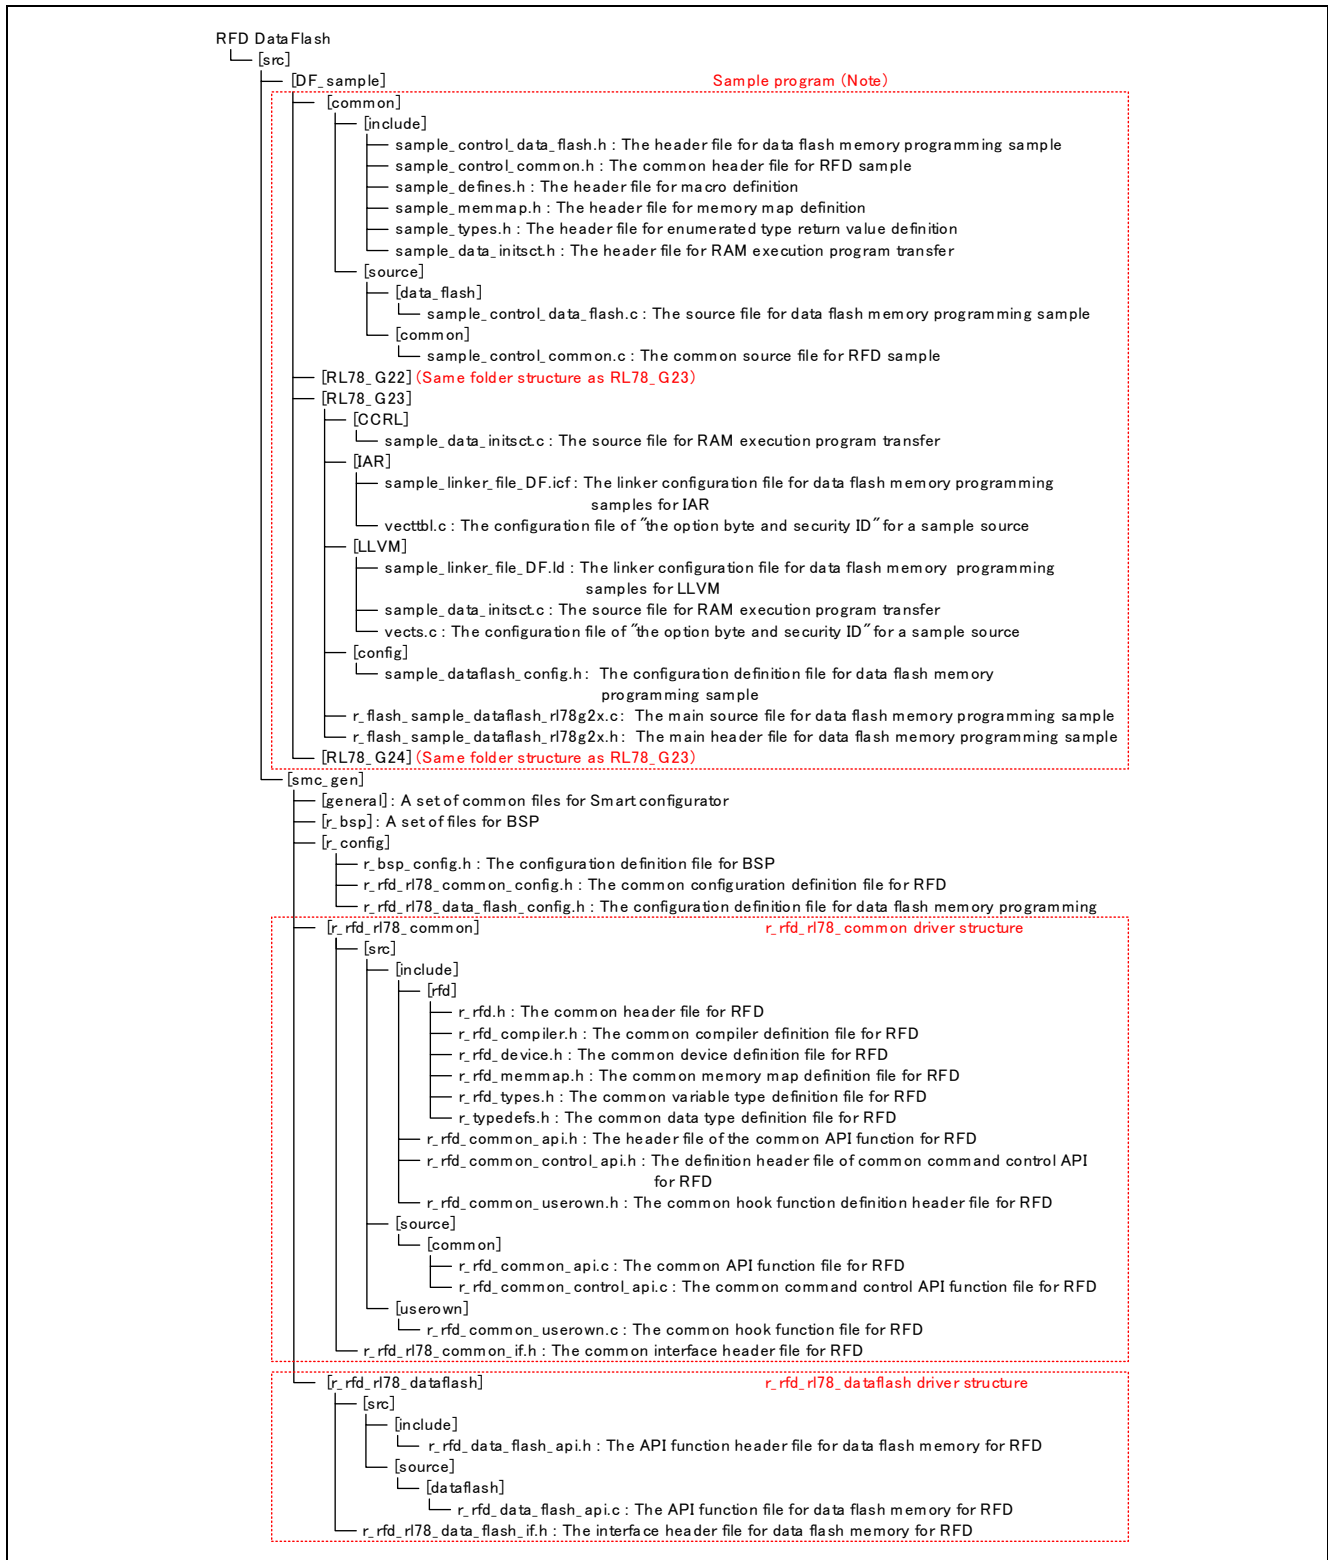 RFD DataFlash
[src]
[DF_sample] Sample program (Note)
[common]
[include]
sample_control_data_flash.h : The header file for data flash memory programming sample
sample_control_common.h : The common header file for RFD sample
sample_defines.h : The header file for macro definition
sample_memmap.h : The header file for memory map definition
sample_types.h : The header file for enumerated type return value definition
sample_data_initsct.h : The header file for RAM execution program transfer
[source]
[data_flash]
sample_control_data_flash.c : The source file for data flash memory programming sample
[common]
sample_control_common.c : The common source file for RFD sample
[RL78_G22] (Same folder structure as RL78_G23)
[RL78_G23]
[CCRL]
sample_data_initsct.c : The source file for RAM execution program transfer
[IAR]
sample_linker_file_DF.icf : The linker configuration file for data flash memory programming
samples for IAR
vecttbl.c : The configuration file of "the option byte and security ID" for a sample source
[LLVM]
sample_linker_file_DF.ld : The linker configuration file for data flash memory programming
samples for LLVM
sample_data_initsct.c : The source file for RAM execution program transfer
vects.c : The configuration file of "the option byte and security ID" for a sample source
[config]
sample_dataflash_config.h: The configuration definition file for data flash memory
programming sample
r_flash_sample_dataflash_rl78g2x.c: The main source file for data flash memory programming sample
r_flash_sample_dataflash_rl78g2x.h: The main header file for data flash memory programming sample
[RL78_G24] (Same folder structure as RL78_G23)
[smc_gen]
[general] : A set of common files for Smart configurator
[r_bsp] : A set of files for BSP
[r_config]
r_bsp_config.h : The configuration definition file for BSP
r_rfd_rl78_common_config.h : The common configuration definition file for RFD
r_rfd_rl78_data_flash_config.h : The configuration definition file for data flash memory programming
[r_rfd_rl78_common] r_rfd_rl78_common driver structure
[src]
[include]
[rfd]
r_rfd.h : The common header file for RFD
r_rfd_compiler.h : The common compiler definition file for RFD
r_rfd_device.h : The common device definition file for RFD
r_rfd_memmap.h : The common memory map definition file for RFD
r_rfd_types.h : The common variable type definition file for RFD
r_typedefs.h : The common data type definition file for RFD
r_rfd_common_api.h : The header file of the common API function for RFD
r_rfd_common_control_api.h : The definition header file of common command control API
for RFD
r_rfd_common_userown.h : The common hook function definition header file for RFD
[source]
[common]
r_rfd_common_api.c : The common API function file for RFD
r_rfd_common_control_api.c : The common command control API function file for RFD
[userown]
r_rfd_common_userown.c : The common hook function file for RFD
r_rfd_rl78_common_if.h : The common interface header file for RFD
[r_rfd_rl78_dataflash] r_rfd_rl78_dataflash driver structure
[src]
[include]
r_rfd_data_flash_api.h : The API function header file for data flash memory for RFD
[source]
[dataflash]
r_rfd_data_flash_api.c : The API function file for data flash memory for RFD
r_rfd_rl78_data_flash_if.h : The interface header file for data flash memory for RFD